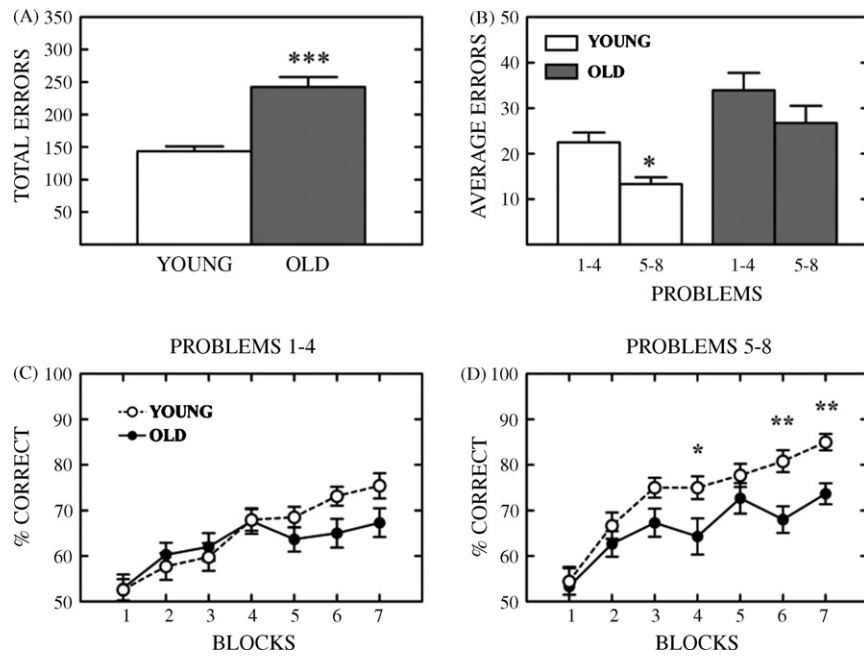 (A)
TOTAL ERRORS
350
300
250
200
150
100
50
***
YOUNG OLD
(B)
AVERAGE ERRORS
50
40
30
20
10
YOUNG
OLD
*
1-4 5-8 1-4 5-8
PROBLEMS
PROBLEMS 1-4
(C)
% CORRECT
100
90
80
70
60
50
YOUNG
OLD
1 2 3 4 5 6 7
BLOCKS
PROBLEMS 5-8
(D)
% CORRECT
100
90
80
70
60
50
* ** **
1 2 3 4 5 6 7
BLOCKS